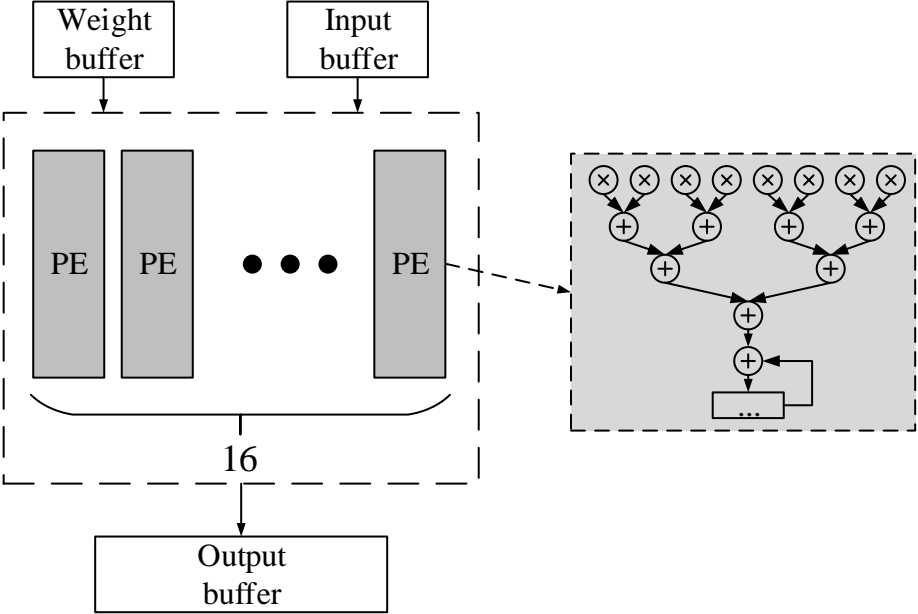 Weight
buffer
Input
buffer
PE
PE
PE
16
Output
buffer